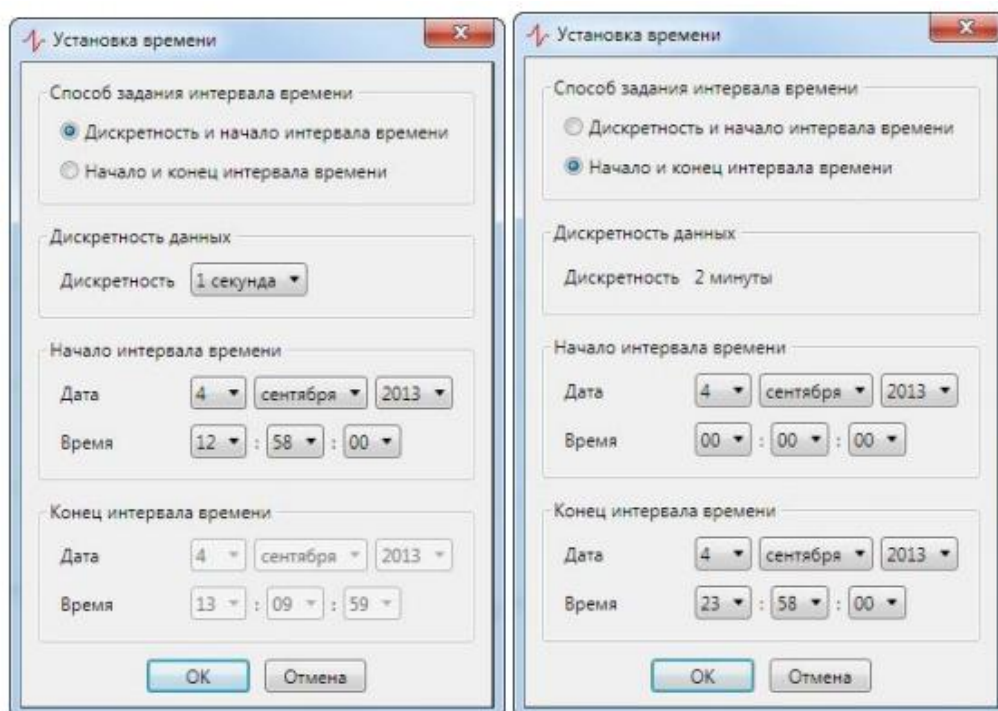 Установка времени
Способ задания интервала времени
Дискретность и начало интервала времени
Начало и конец интервала времени
Дискретность данных
Дискретность 1 секунда
Начало интервала времени
Дата 4 сентября 2013
Время 12 : 58 : 00
Конец интервала времени
Дата 4 сентября 2013
Время 13 : 09 : 59
ОК Отмена
Установка времени
Способ задания интервала времени
Дискретность и начало интервала времени
Начало и конец интервала времени
Дискретность данных
Дискретность 2 минуты
Начало интервала времени
Дата 4 сентября 2013
Время 00 : 00 : 00
Конец интервала времени
Дата 4 сентября 2013
Время 23 : 58 : 00
ОК Отмена